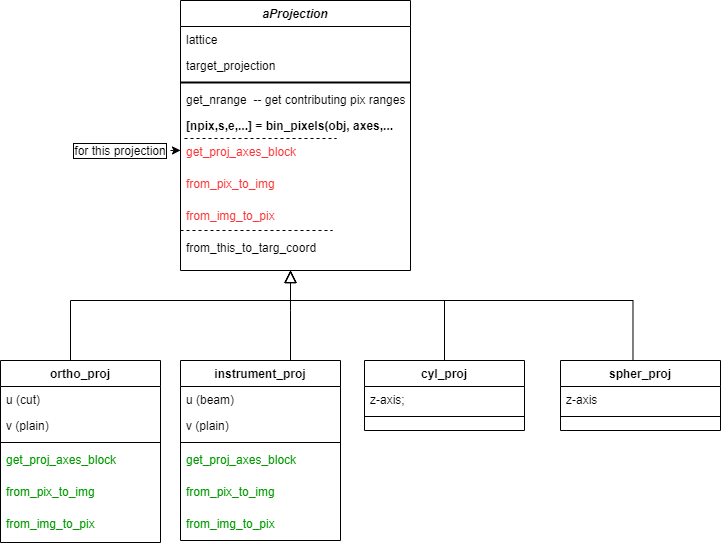 aProjection
lattice
target_projection
get_nrange -- get contributing pix ranges
[npix,s,e,...] = bin_pixels(obj, axes,...
for this projection
get_proj_axes_block
from_pix_to_img
from_img_to_pix
from_this_to_targ_coord
ortho_proj
u (cut)
v (plain)
get_proj_axes_block
from_pix_to_img
from_img_to_pix
instrument_proj
u (beam)
v (plain)
get_proj_axes_block
from_pix_to_img
from_img_to_pix
cyl_proj
z-axis;
spher_proj
z-axis